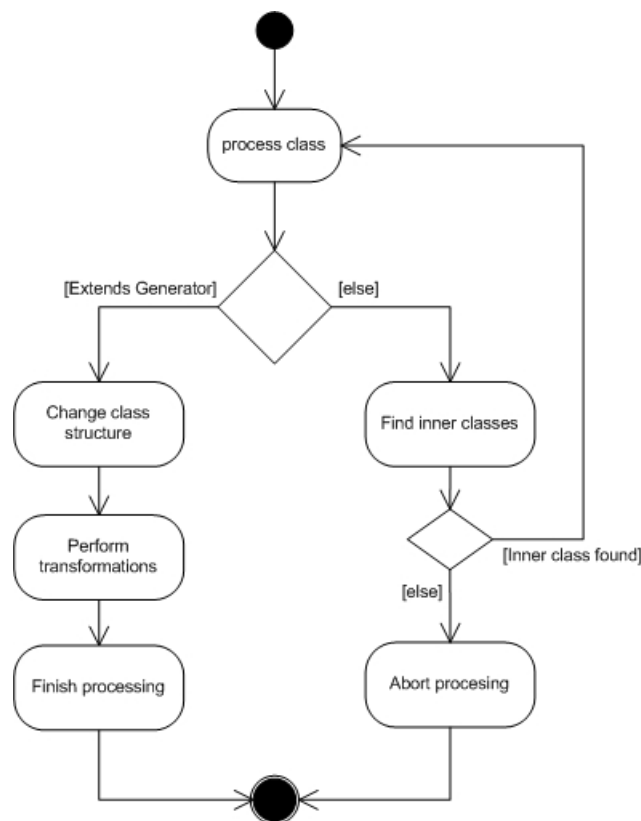 process class
[Extends Generator]
[else]
Change class
structure
Find inner classes
Perform
transformations
[Inner class found]
[else]
Finish processing
Abort procesing